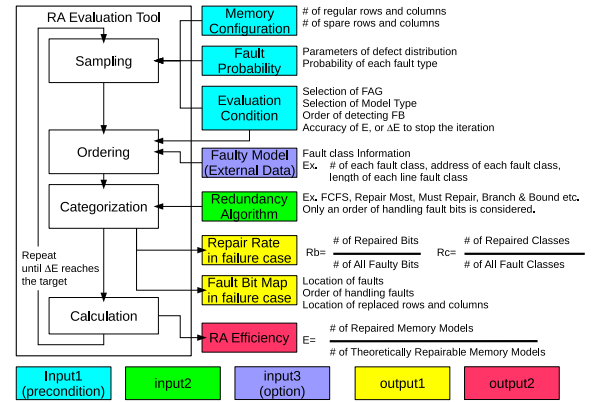 RA Evaluation Tool
Sampling
Ordering
Categorization
Repeat
until ΔE reaches
the target
Calculation
Memory
Configuration
# of regular rows and columns
# of spare rows and columns
Fault
Probability
Parameters of defect distribution
Probability of each fault type
Evaluation
Condition
Selection of FAG
Selection of Model Type
Order of detecting FB
Accuracy of E, or ΔE to stop the iteration
Faulty Model
(External Data)
Fault class Information
Ex. # of each fault class, address of each fault class,
length of each line fault class
Redundancy
Algorithm
Ex. FCFS, Repair Most, Must Repair, Branch & Bound etc.
Only an order of handling fault bits is considered.
Repair Rate
in failure case
Rb= # of Repaired Bits
# of All Faulty Bits
Rc= # of Repaired Classes
# of All Fault Classes
Fault Bit Map
in failure case
Location of faults
Order of handling faults
Location of replaced rows and columns
RA Efficiency
E= # of Repaired Memory Models
# of Theoretically Repairable Memory Models
Input1
(precondition)
input2
input3
(option)
output1
output2